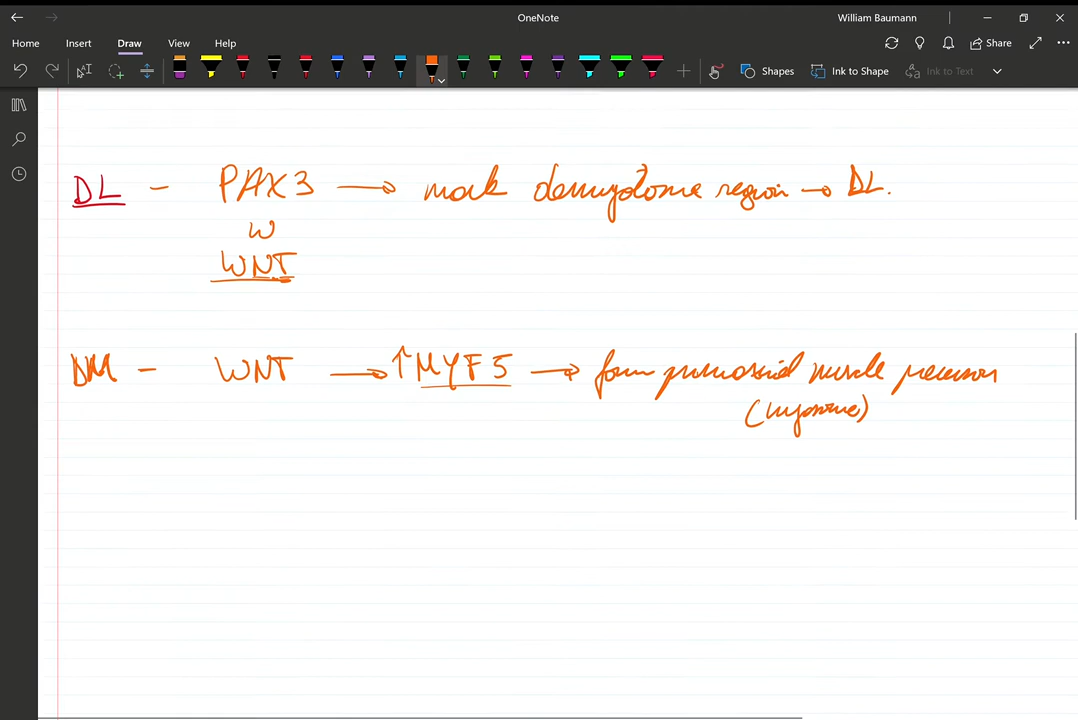 OneNote
William Baumann
Home Insert Draw View Help
Share
Shapes Ink to Shape Ink to Text
DL - PAX3 → mark demyotome region → DL.
W
WNT
DM - WNT → ↑MYF5 → form primordial muscle precursor
(myotome)